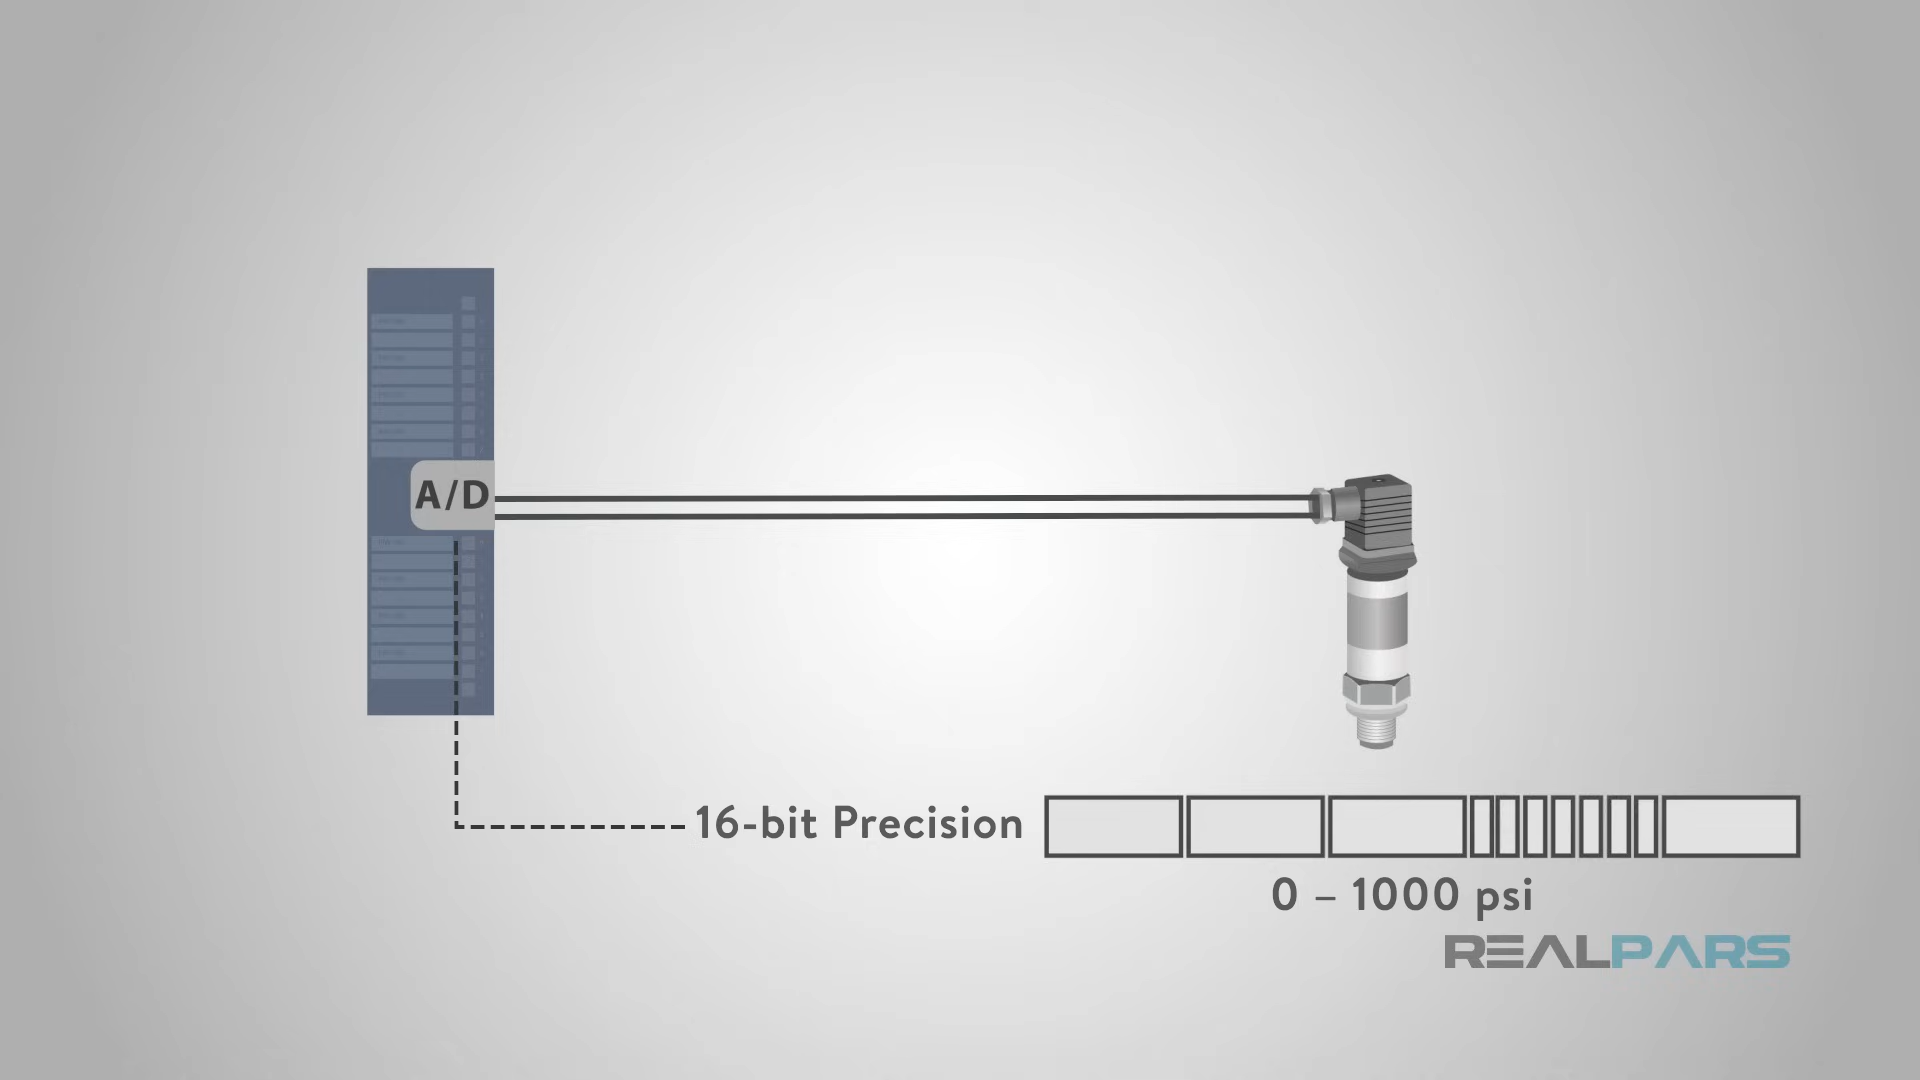 A/D
16-bit Precision
0 – 1000 psi
REALPARS